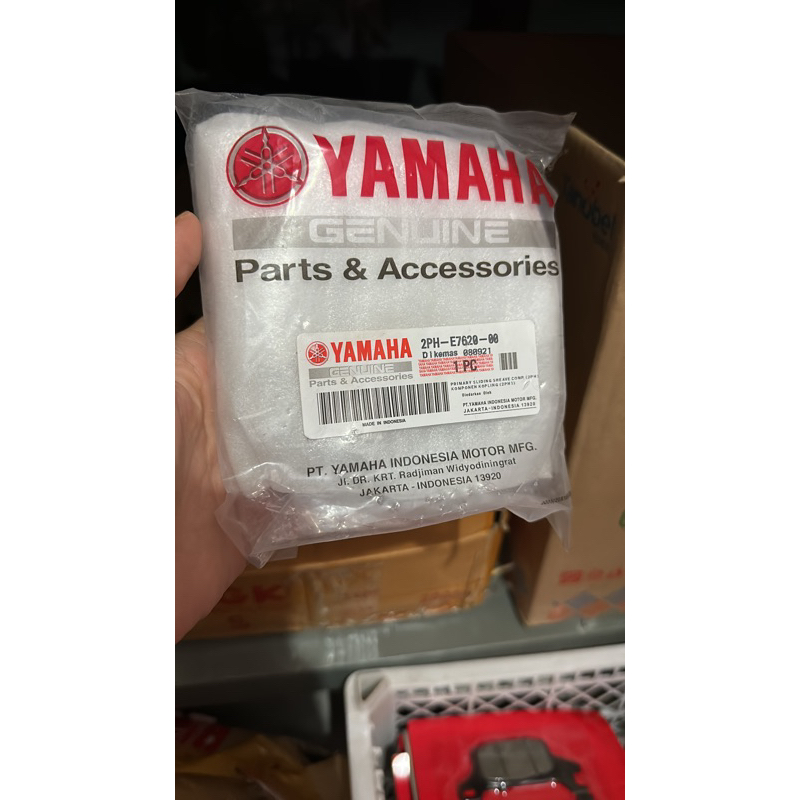 YAMAHA
GENUINE
Parts & Accessories
YAMAHA
GENUINE
Parts & Accessories
2PH-E7620-00
Dikemas 080921
1 PC
PRIMARY SLIDING SHEAVE COMP.(2PH)
KOMPONEN KOPLING (2PH1)
Diedarkan Oleh
PT.YAMAHA INDONESIA MOTOR MFG.
JAKARTA-INDONESIA 13920
MADE IN INDONESIA
PT. YAMAHA INDONESIA MOTOR MFG.
Jl. DR. KRT. Radjiman Widyodiningrat
JAKARTA - INDONESIA 13920